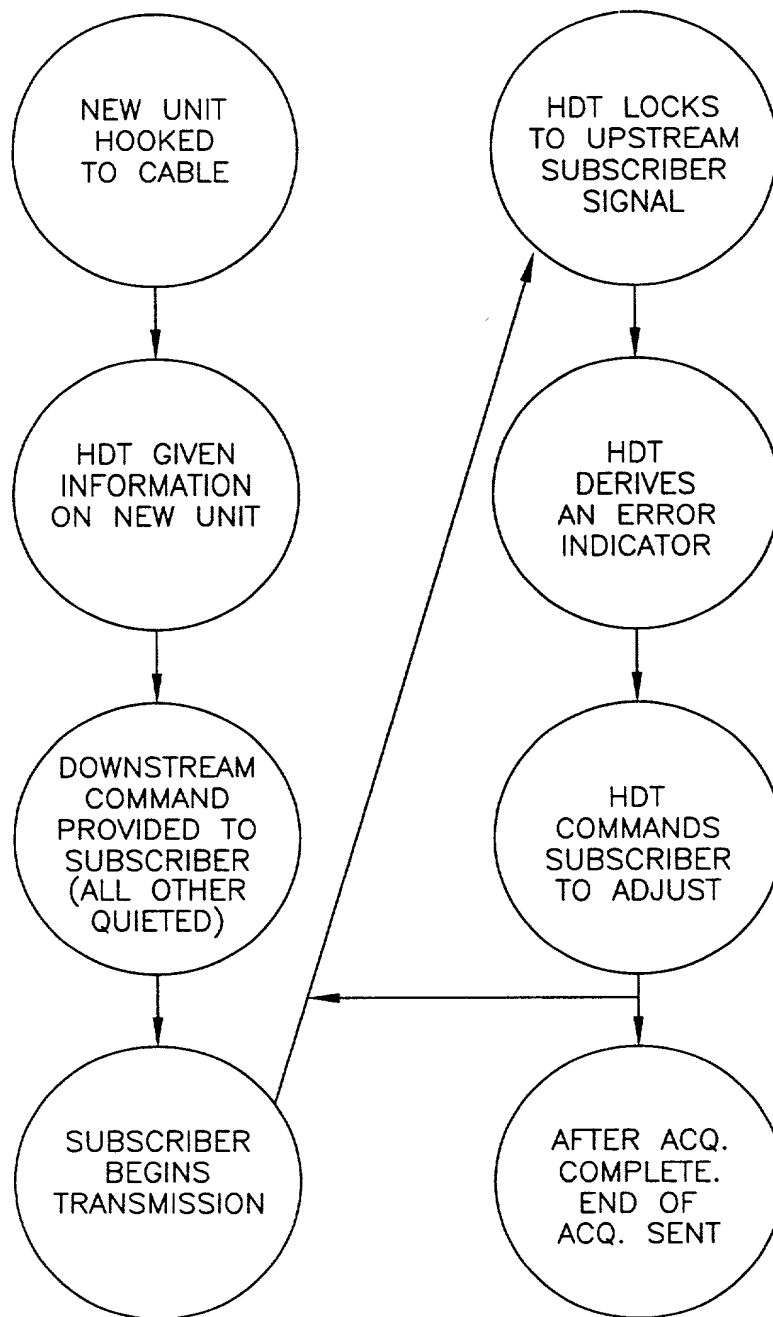 NEW UNIT
HOOKED
TO CABLE
HDT GIVEN
INFORMATION
ON NEW UNIT
DOWNSTREAM
COMMAND
PROVIDED TO
SUBSCRIBER
(ALL OTHER
QUIETED)
SUBSCRIBER
BEGINS
TRANSMISSION
HDT LOCKS
TO UPSTREAM
SUBSCRIBER
SIGNAL
HDT
DERIVES
AN ERROR
INDICATOR
HDT
COMMANDS
SUBSCRIBER
TO ADJUST
AFTER ACQ.
COMPLETE.
END OF
ACQ. SENT